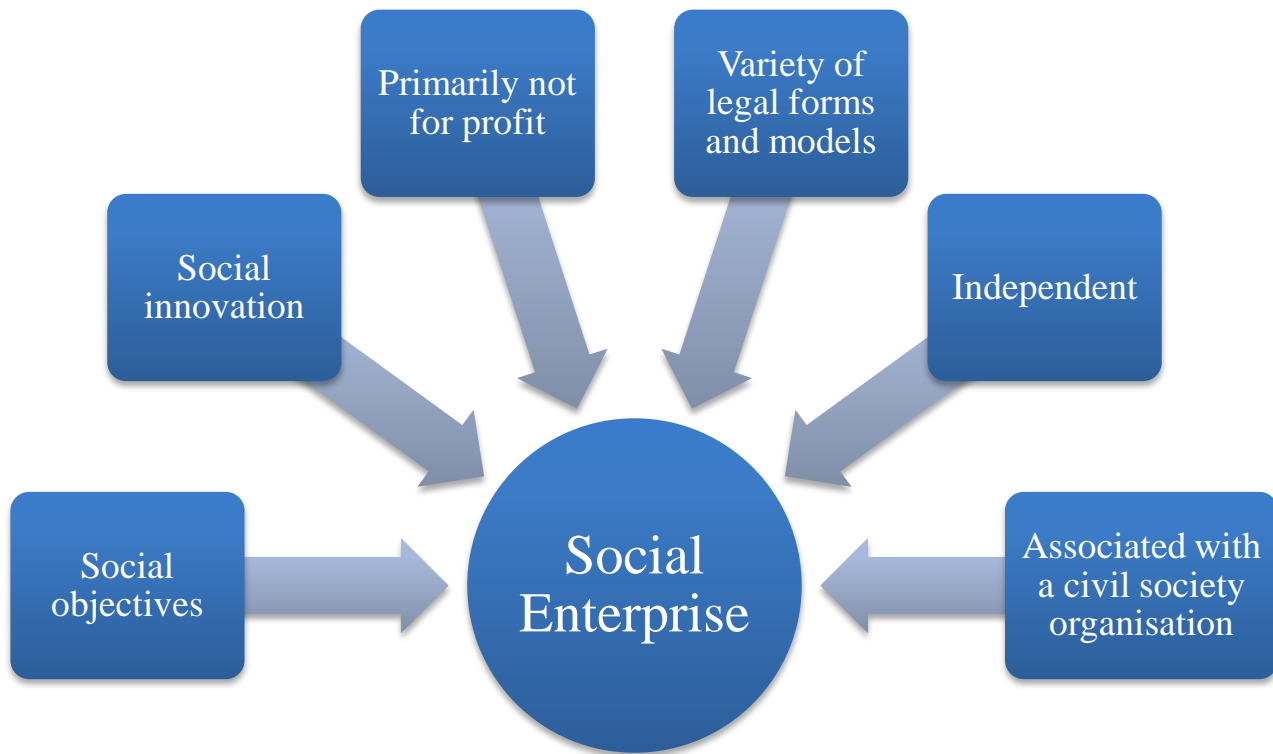 Primarily not
for profit
Variety of
legal forms
and models
Social
innovation
Independent
Social
objectives
Social
Enterprise
Associated with
a civil society
organisation